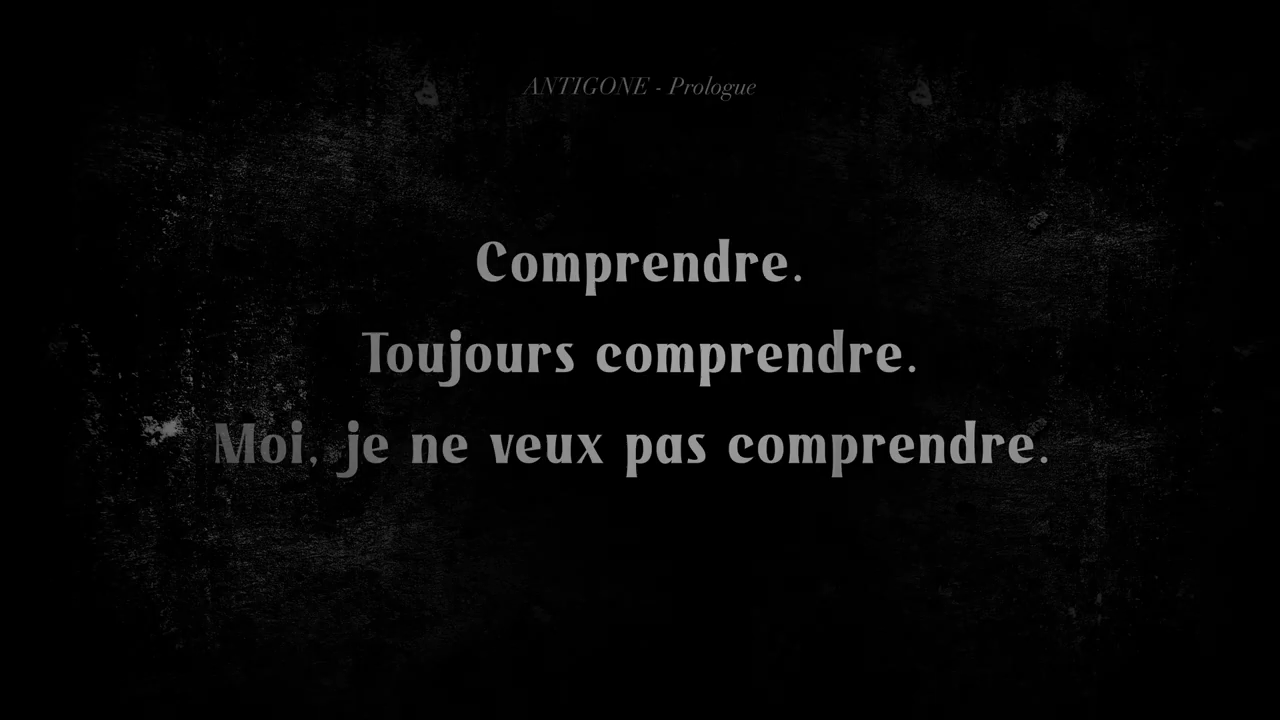 ANTIGONE - Prologue
Comprendre.
Toujours comprendre.
Moi, je ne veux pas comprendre.